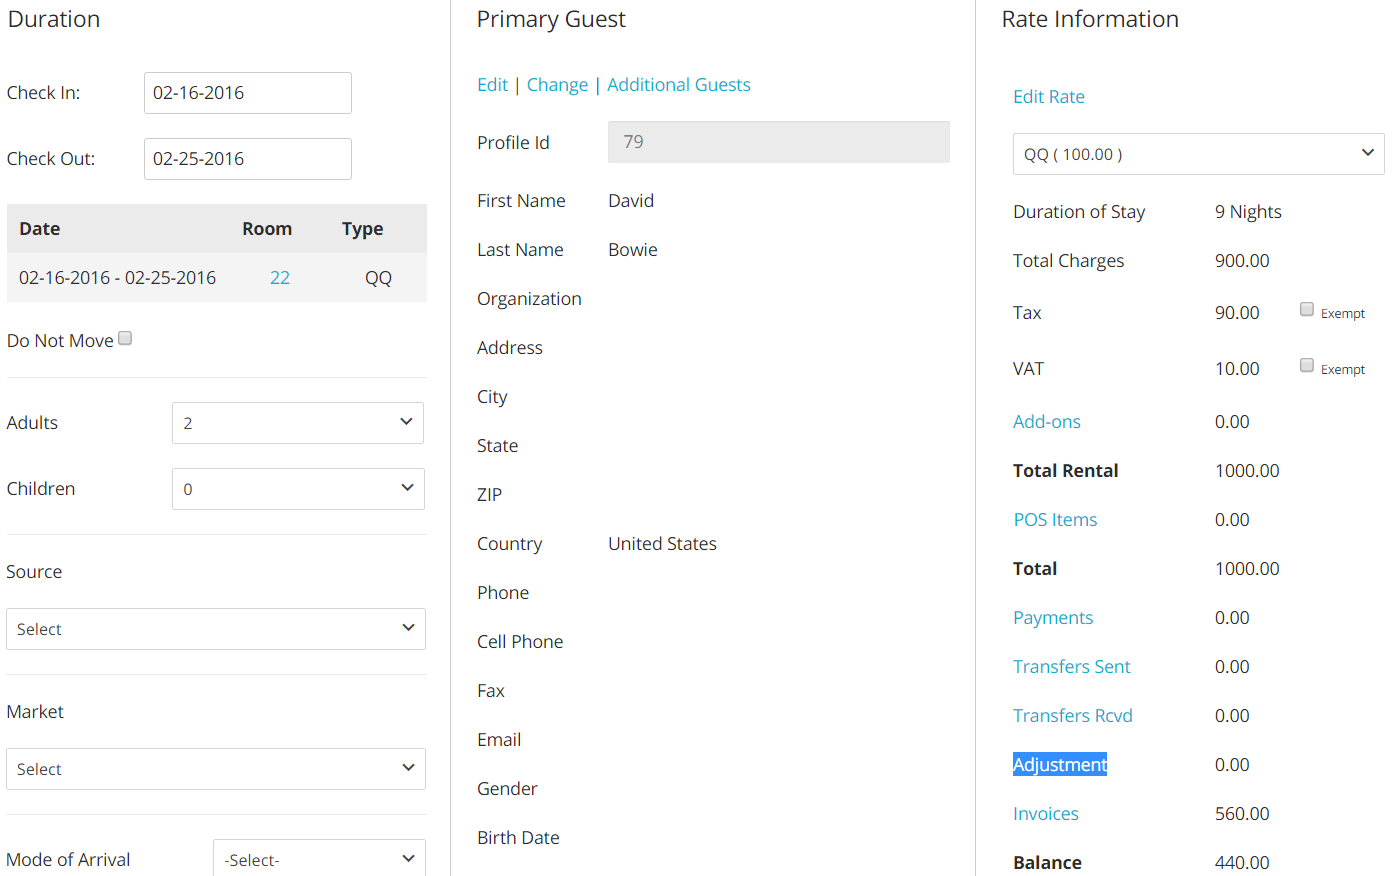 Duration
Check In: 02-16-2016
Check Out: 02-25-2016
Date Room Type
02-16-2016 - 02-25-2016 22 QQ
Do Not Move
Adults 2
Children 0
Source
Select
Market
Select
Mode of Arrival -Select-
Primary Guest
Edit | Change | Additional Guests
Profile Id 79
First Name David
Last Name Bowie
Organization
Address
City
State
ZIP
Country United States
Phone
Cell Phone
Fax
Email
Gender
Birth Date
Rate Information
Edit Rate
QQ ( 100.00 )
Duration of Stay 9 Nights
Total Charges 900.00
Tax 90.00 Exempt
VAT 10.00 Exempt
Add-ons 0.00
Total Rental 1000.00
POS Items 0.00
Total 1000.00
Payments 0.00
Transfers Sent 0.00
Transfers Rcvd 0.00
Adjustment 0.00
Invoices 560.00
Balance 440.00